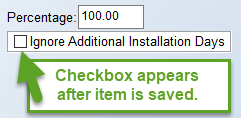 Percentage: 100.00
Ignore Additional Installation Days
Checkbox appears
after item is saved.